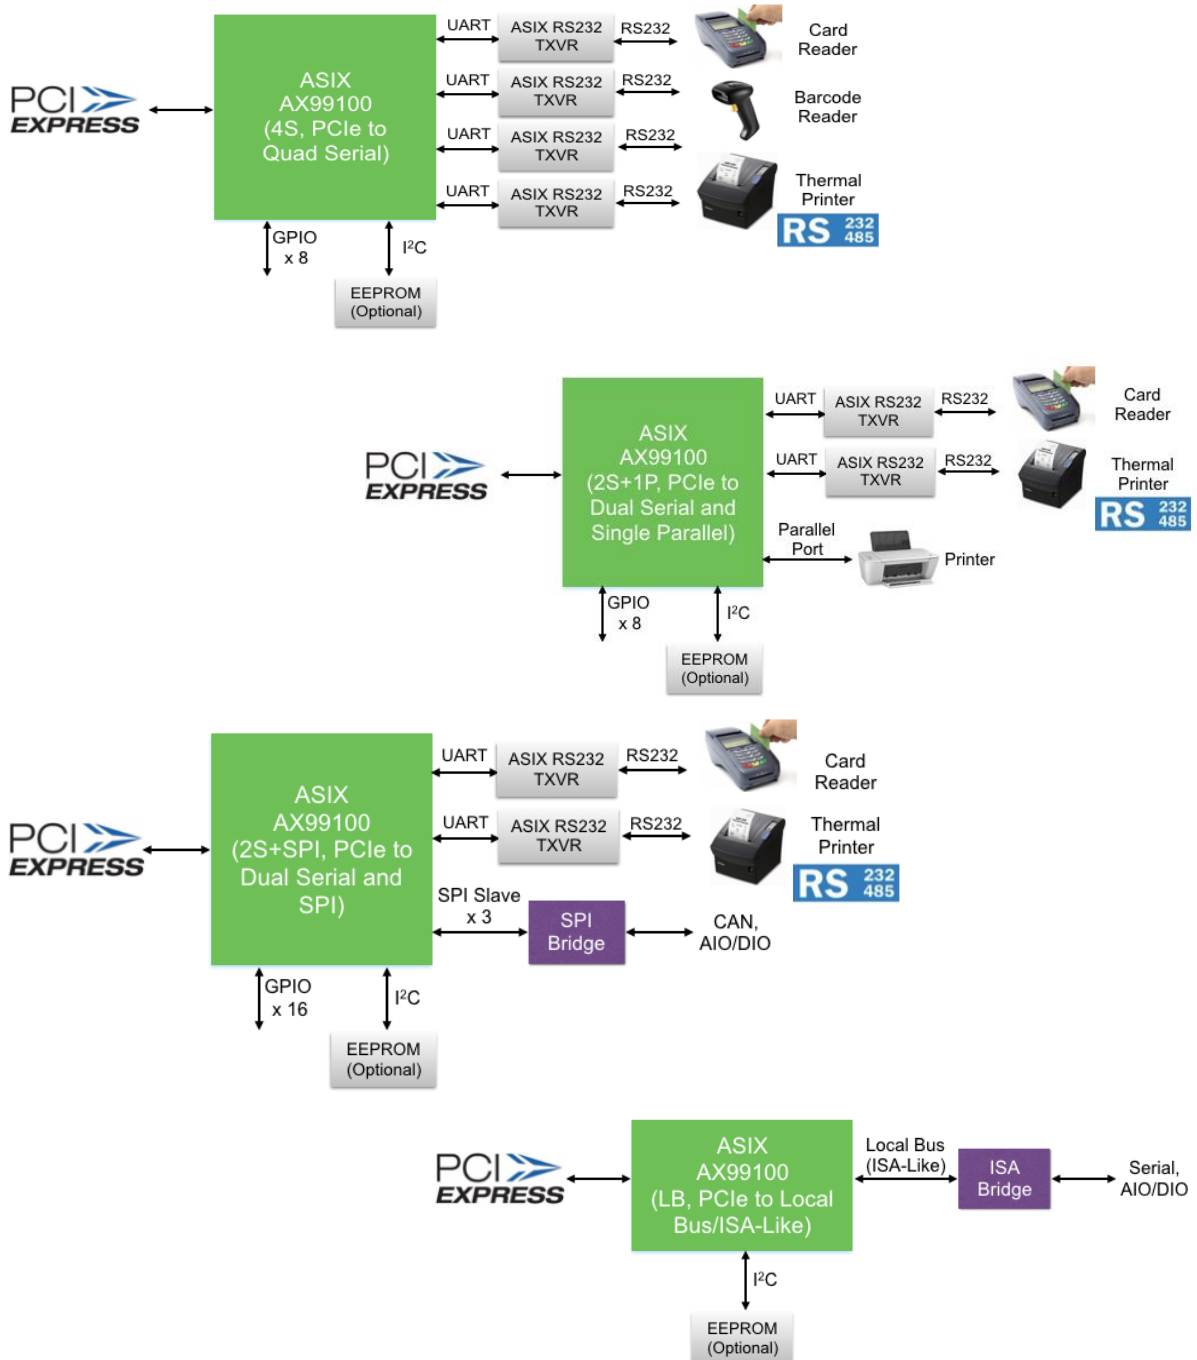 PCI
EXPRESS
ASIX
AX99100
(4S, PCIe to
Quad Serial)
UART
ASIX RS232
TXVR
RS232
Card
Reader
UART
ASIX RS232
TXVR
RS232
Barcode
Reader
UART
ASIX RS232
TXVR
RS232
UART
ASIX RS232
TXVR
RS232
Thermal
Printer
RS 232
485
GPIO
x 8
I²C
EEPROM
(Optional)
PCI
EXPRESS
ASIX
AX99100
(2S+1P, PCIe to
Dual Serial and
Single Parallel)
UART
ASIX RS232
TXVR
RS232
Card
Reader
UART
ASIX RS232
TXVR
RS232
Thermal
Printer
RS 232
485
Parallel
Port
Printer
GPIO
x 8
I²C
EEPROM
(Optional)
PCI
EXPRESS
ASIX
AX99100
(2S+SPI, PCIe to
Dual Serial and
SPI)
UART
ASIX RS232
TXVR
RS232
Card
Reader
UART
ASIX RS232
TXVR
RS232
Thermal
Printer
RS 232
485
SPI Slave
x 3
SPI
Bridge
CAN,
AIO/DIO
GPIO
x 16
I²C
EEPROM
(Optional)
PCI
EXPRESS
ASIX
AX99100
(LB, PCIe to Local
Bus/ISA-Like)
Local Bus
(ISA-Like)
ISA
Bridge
Serial,
AIO/DIO
I²C
EEPROM
(Optional)